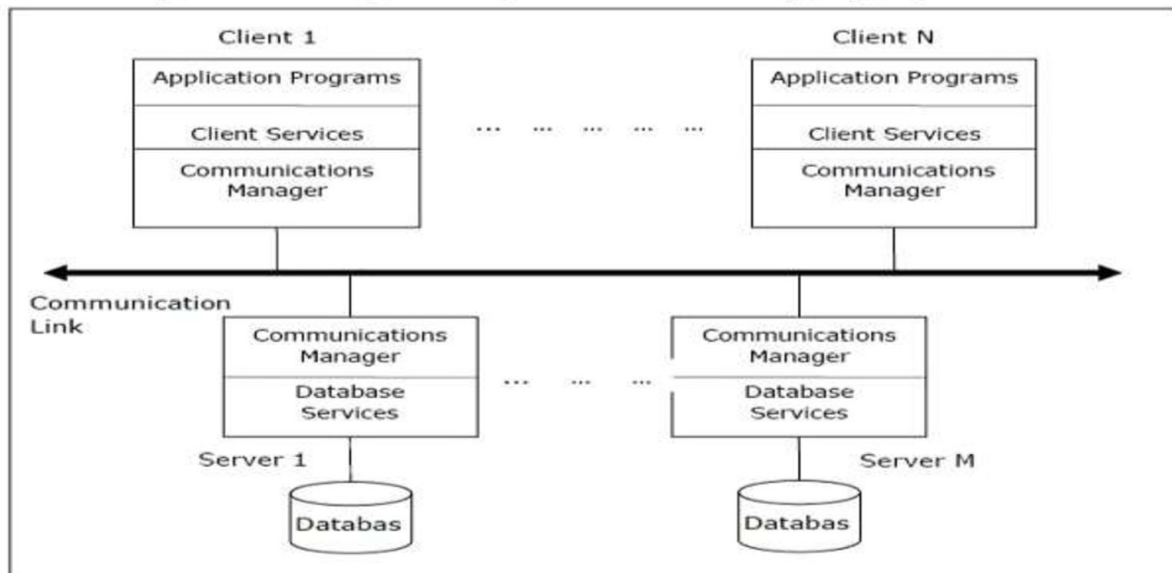 Client 1
Client N
Application Programs
Application Programs
Client Services
... ... ... ... ...
Client Services
Communications
Manager
Communications
Manager
Communication
Link
Communications
Manager
Communications
Manager
... ... ...
Database
Services
Database
Services
Server 1
Server M
Databas
Databas